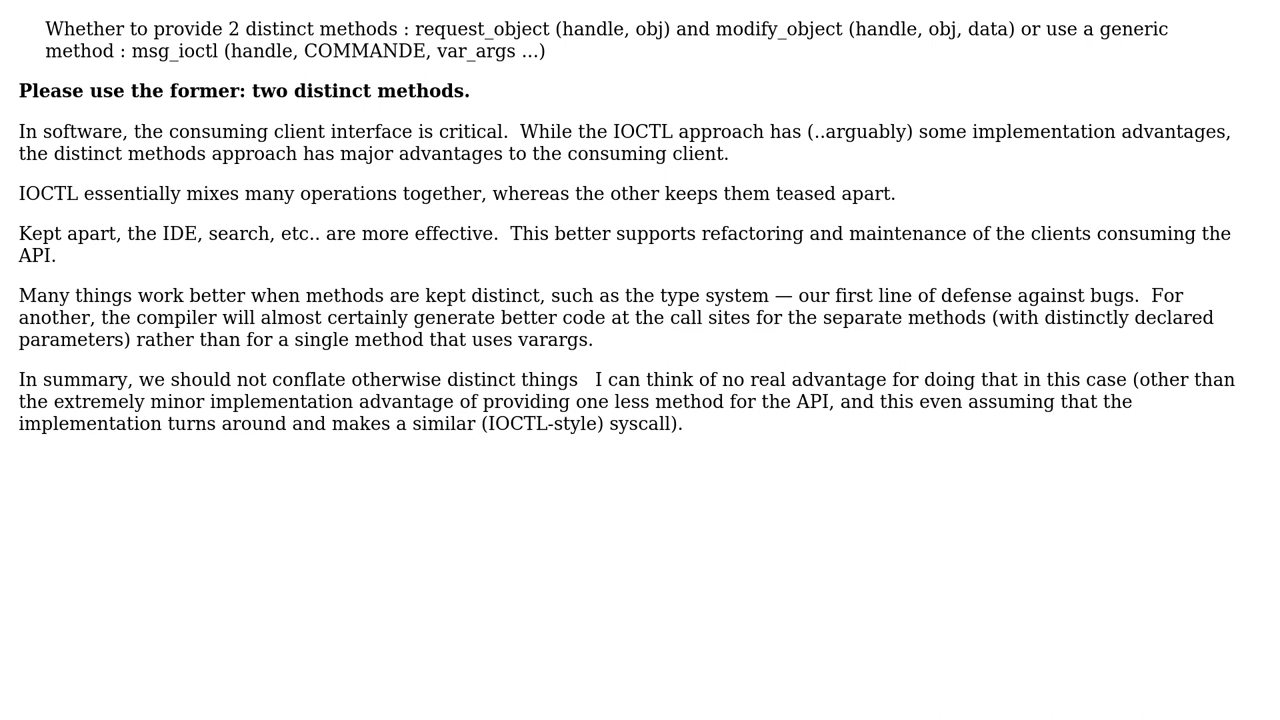 Whether to provide 2 distinct methods : request_object (handle, obj) and modify_object (handle, obj, data) or use a generic
method : msg_ioctl (handle, COMMANDE, var_args ...)
Please use the former: two distinct methods.
In software, the consuming client interface is critical.  While the IOCTL approach has (..arguably) some implementation advantages,
the distinct methods approach has major advantages to the consuming client.
IOCTL essentially mixes many operations together, whereas the other keeps them teased apart.
Kept apart, the IDE, search, etc.. are more effective.  This better supports refactoring and maintenance of the clients consuming the
API.
Many things work better when methods are kept distinct, such as the type system — our first line of defense against bugs.  For
another, the compiler will almost certainly generate better code at the call sites for the separate methods (with distinctly declared
parameters) rather than for a single method that uses varargs.
In summary, we should not conflate otherwise distinct things   I can think of no real advantage for doing that in this case (other than
the extremely minor implementation advantage of providing one less method for the API, and this even assuming that the
implementation turns around and makes a similar (IOCTL-style) syscall).